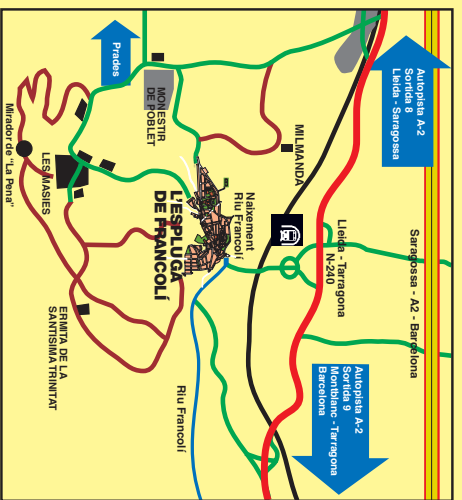 Prades
MONESTIR
DE POBLET
Mirador de "La Pena"
LES MASIES
ERMITA DE LA
SANTISIMA TRINITAT
L'ESPLUGA
DE FRANCOLÍ
Naixement
Riu Francolí
Riu Francolí
MILMANDA
Lleida - Tarragona
N-240
Autopista A-2
Sortida 8
Lleida - Saragossa
Saragossa - A2 - Barcelona
Autopista A-2
Sortida 9
Montblanc - Tarragona
Barcelona